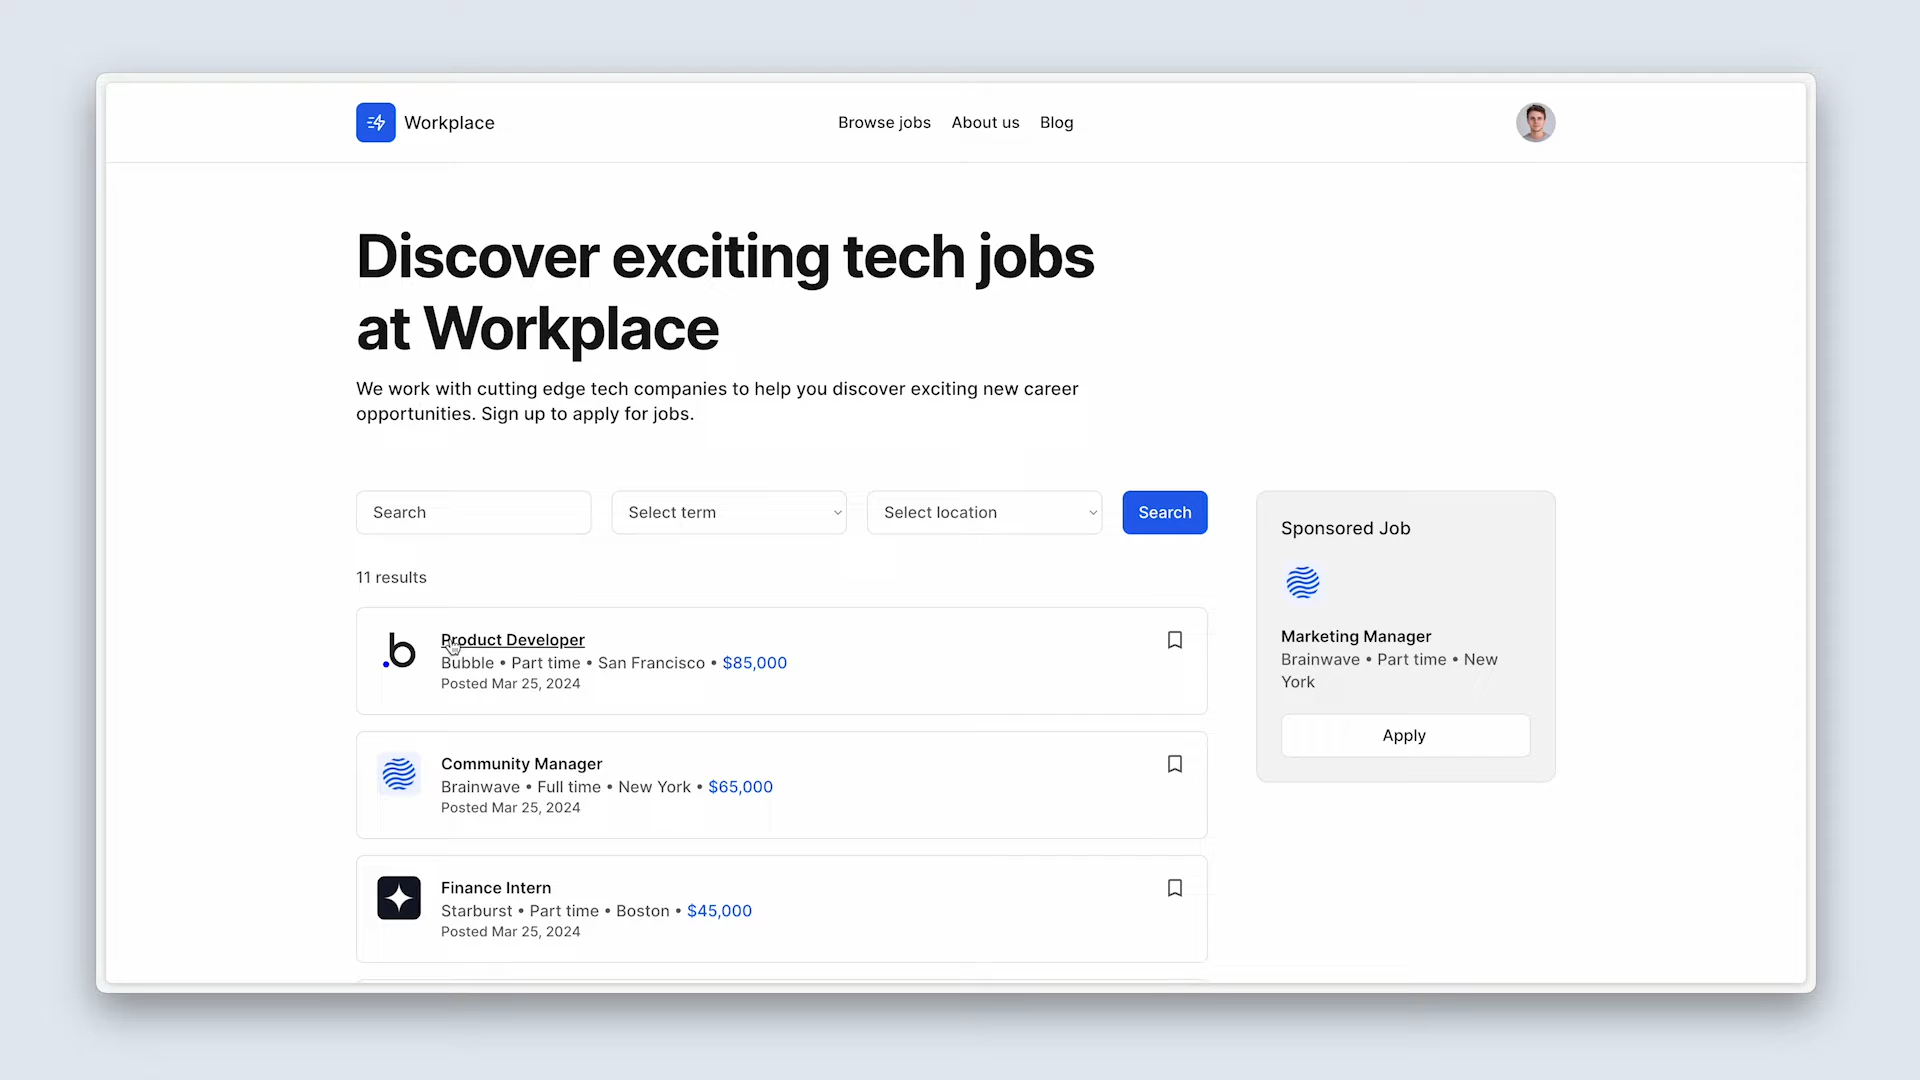 Workplace
Browse jobs
About us
Blog
Discover exciting tech jobs
at Workplace
We work with cutting edge tech companies to help you discover exciting new career
opportunities. Sign up to apply for jobs.
Search
Select term
Select location
Search
11 results
.b
Product Developer
Bubble • Part time • San Francisco • $85,000
Posted Mar 25, 2024
Community Manager
Brainwave • Full time • New York • $65,000
Posted Mar 25, 2024
Finance Intern
Starburst • Part time • Boston • $45,000
Posted Mar 25, 2024
Sponsored Job
Marketing Manager
Brainwave • Part time • New
York
Apply